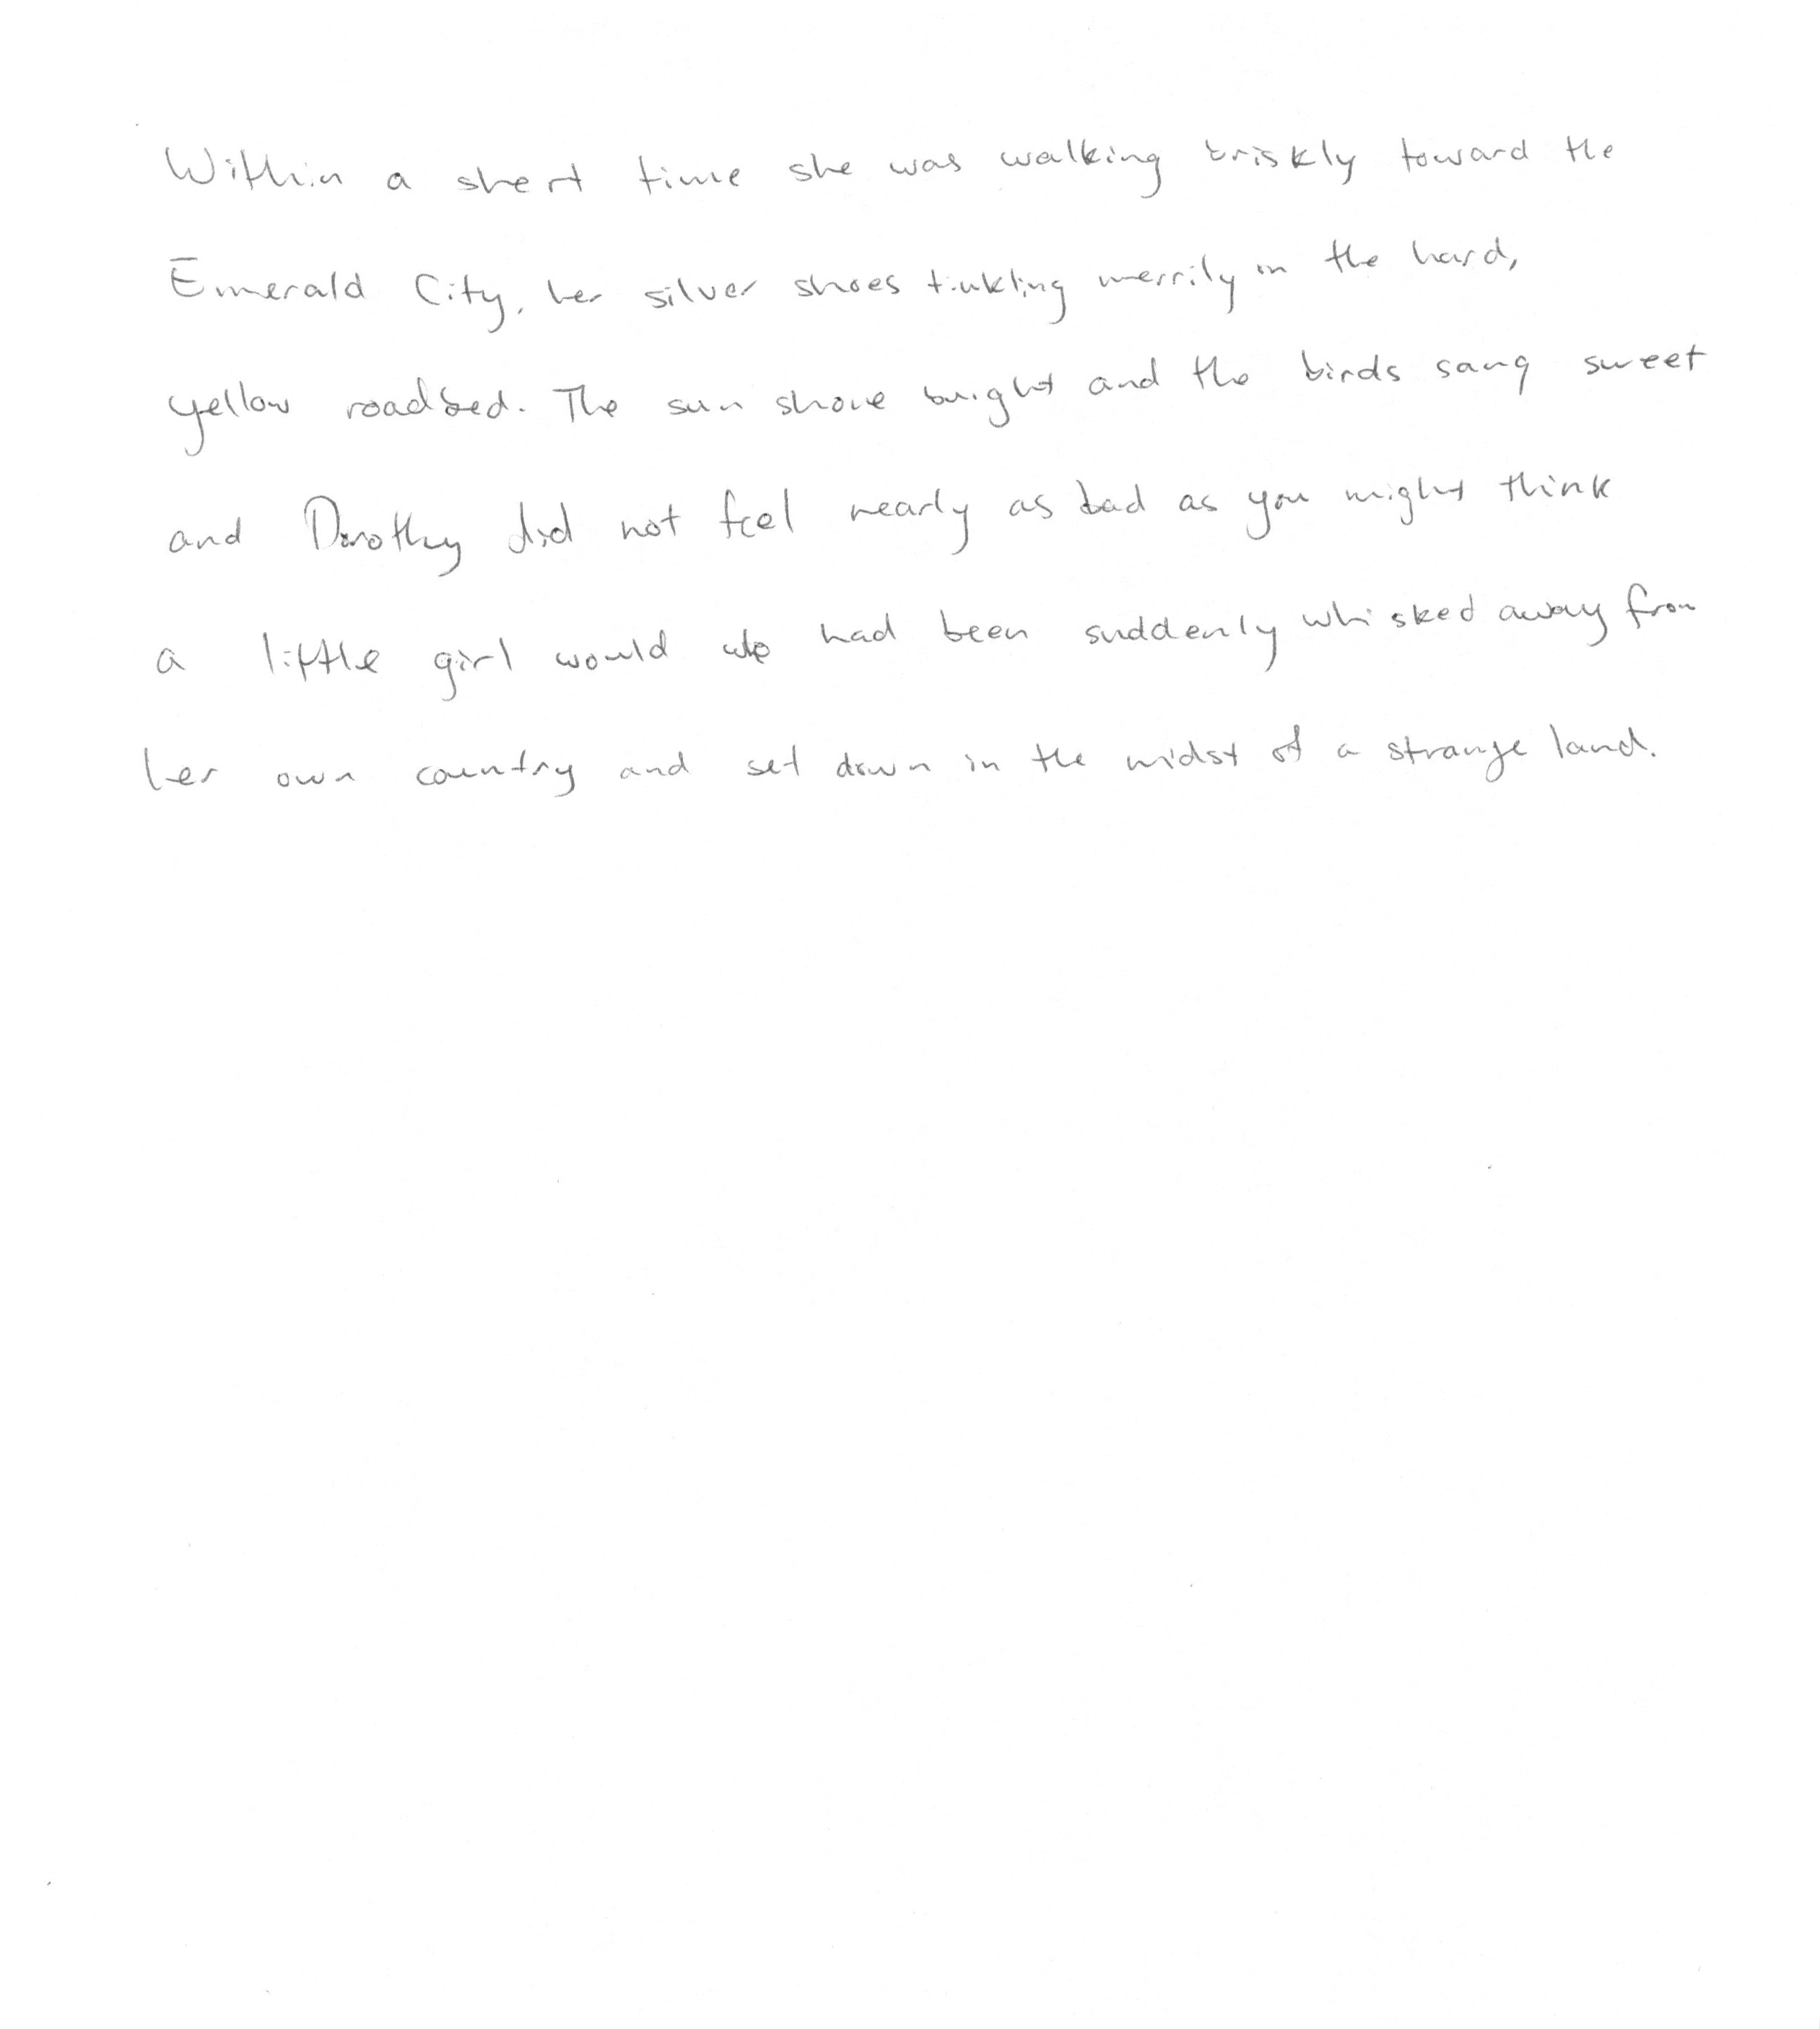 Within a short time she was walking briskly toward the
Emerald City, her silver shoes tinkling merrily on the hard,
yellow roadbed. The sun shone bright and the birds sang sweet
and Dorothy did not feel nearly as bad as you might think
a little girl would who had been suddenly whisked away from
her own country and set down in the midst of a strange land.